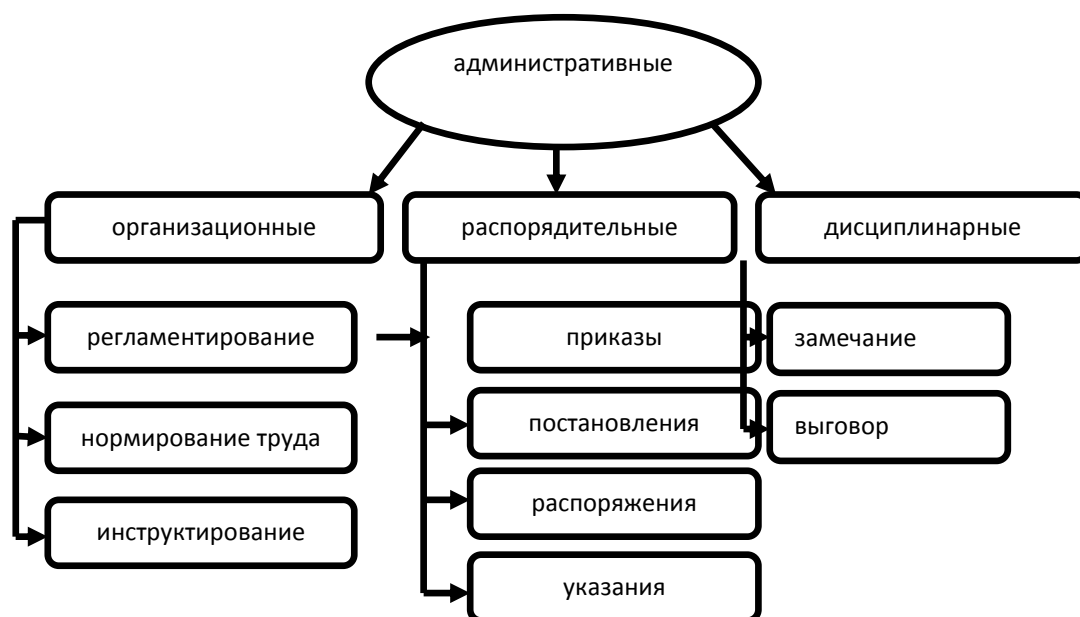 административные
организационные
распорядительные
дисциплинарные
регламентирование
приказы
замечание
нормирование труда
постановления
выговор
инструктирование
распоряжения
указания